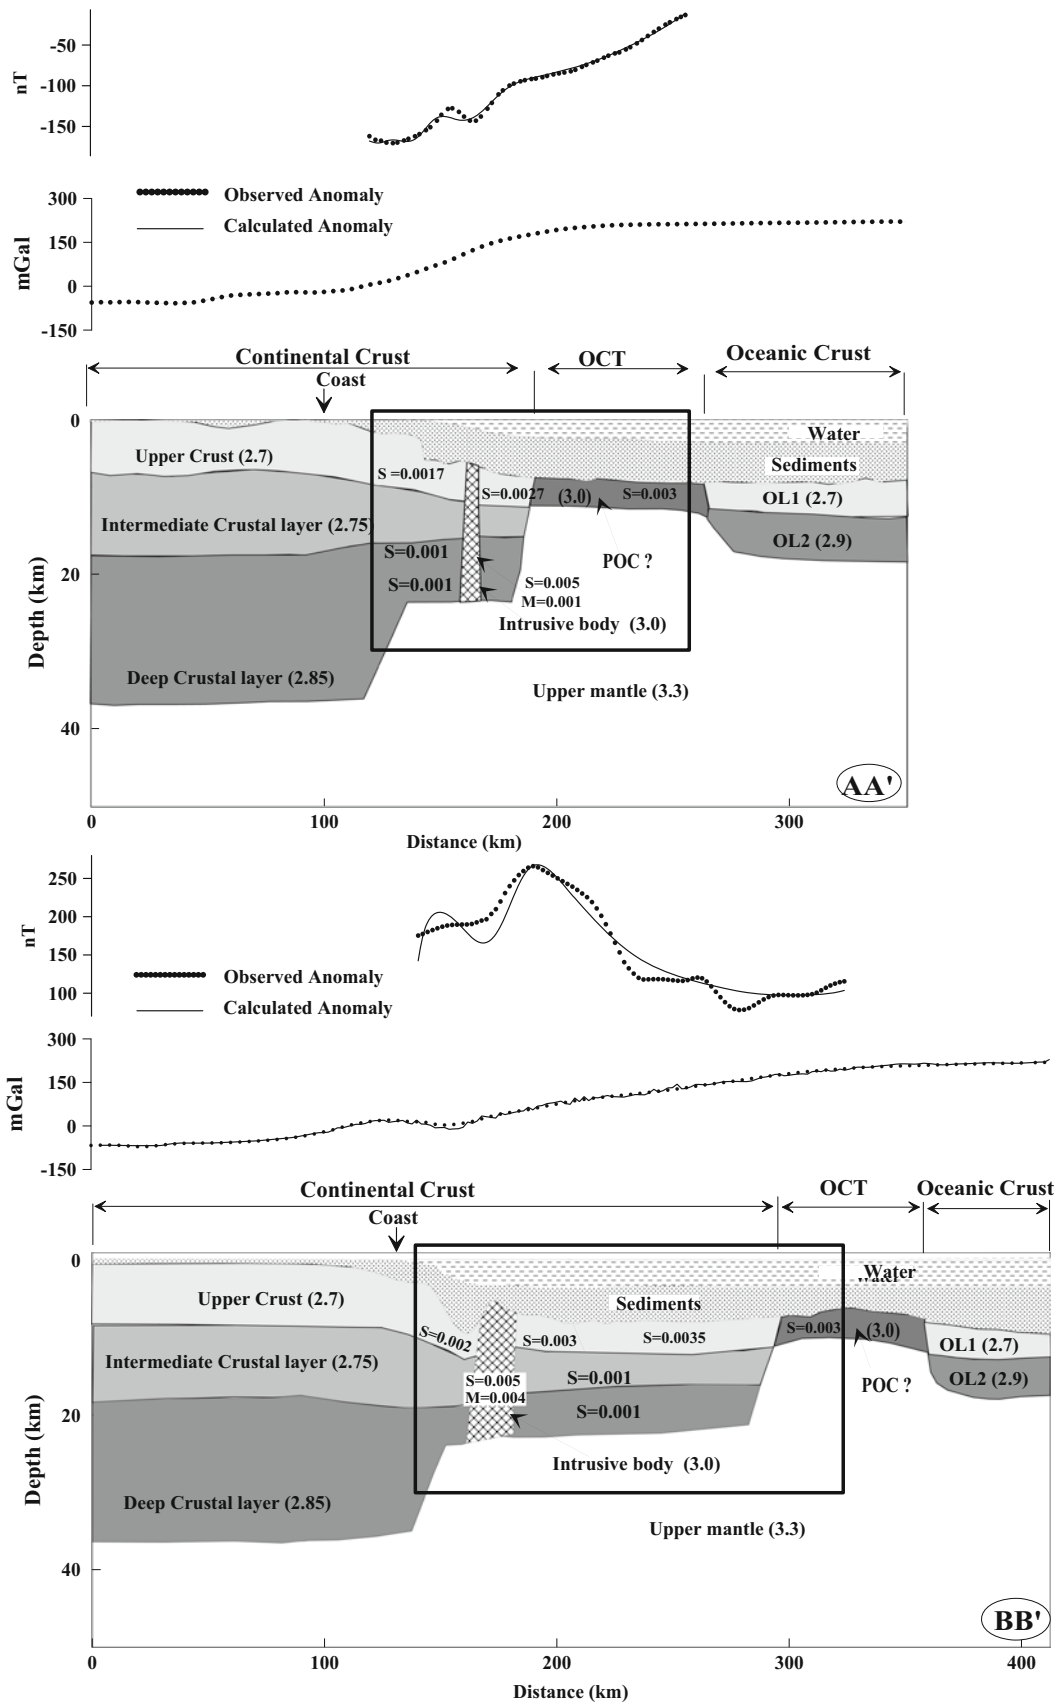 -50
nT
-100
-150
Observed Anomaly
Calculated Anomaly
300
150
mGal
0
-150
Continental Crust
OCT
Oceanic Crust
Coast
0
Water
Upper Crust (2.7)
Sediments
S =0.0017
S=0.0027
(3.0)
S=0.003
OL1 (2.7)
Intermediate Crustal layer (2.75)
OL2 (2.9)
S=0.001
POC ?
20
S=0.001
S=0.005
M=0.001
Intrusive body (3.0)
Depth (km)
Deep Crustal layer (2.85)
Upper mantle (3.3)
40
AA'
0
100
200
300
Distance (km)
250
200
nT
150
100
Observed Anomaly
Calculated Anomaly
300
150
mGal
0
-150
Continental Crust
OCT
Oceanic Crust
Coast
0
Water
Water
Upper Crust (2.7)
Sediments
S=0.002
S=0.003
S=0.0035
S=0.003
(3.0)
OL1 (2.7)
Intermediate Crustal layer (2.75)
S=0.005
M=0.004
S=0.001
OL2 (2.9)
POC ?
S=0.001
20
Depth (km)
Intrusive body (3.0)
Deep Crustal layer (2.85)
Upper mantle (3.3)
40
BB'
0
100
200
300
400
Distance (km)